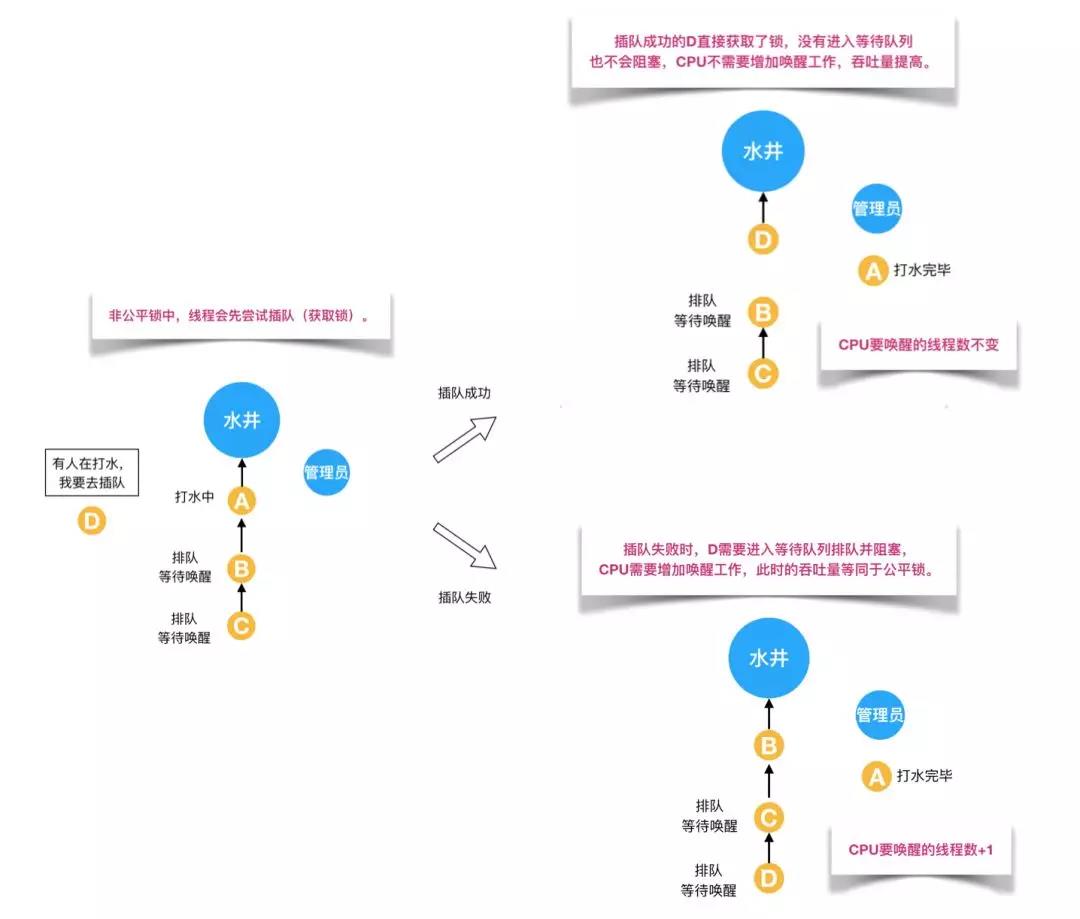 非公平锁中，线程会先尝试插队（获取锁）。
水井
管理员
有人在打水，
我要去插队
D
打水中
A
排队
等待唤醒
B
排队
等待唤醒
C
插队成功
插队失败
插队成功的D直接获取了锁，没有进入等待队列
也不会阻塞，CPU不需要增加唤醒工作，吞吐量提高。
水井
管理员
D
A
打水完毕
排队
等待唤醒
B
CPU要唤醒的线程数不变
排队
等待唤醒
C
插队失败时，D需要进入等待队列排队并阻塞，
CPU需要增加唤醒工作，此时的吞吐量等同于公平锁。
水井
管理员
B
A
打水完毕
排队
等待唤醒
C
CPU要唤醒的线程数+1
排队
等待唤醒
D